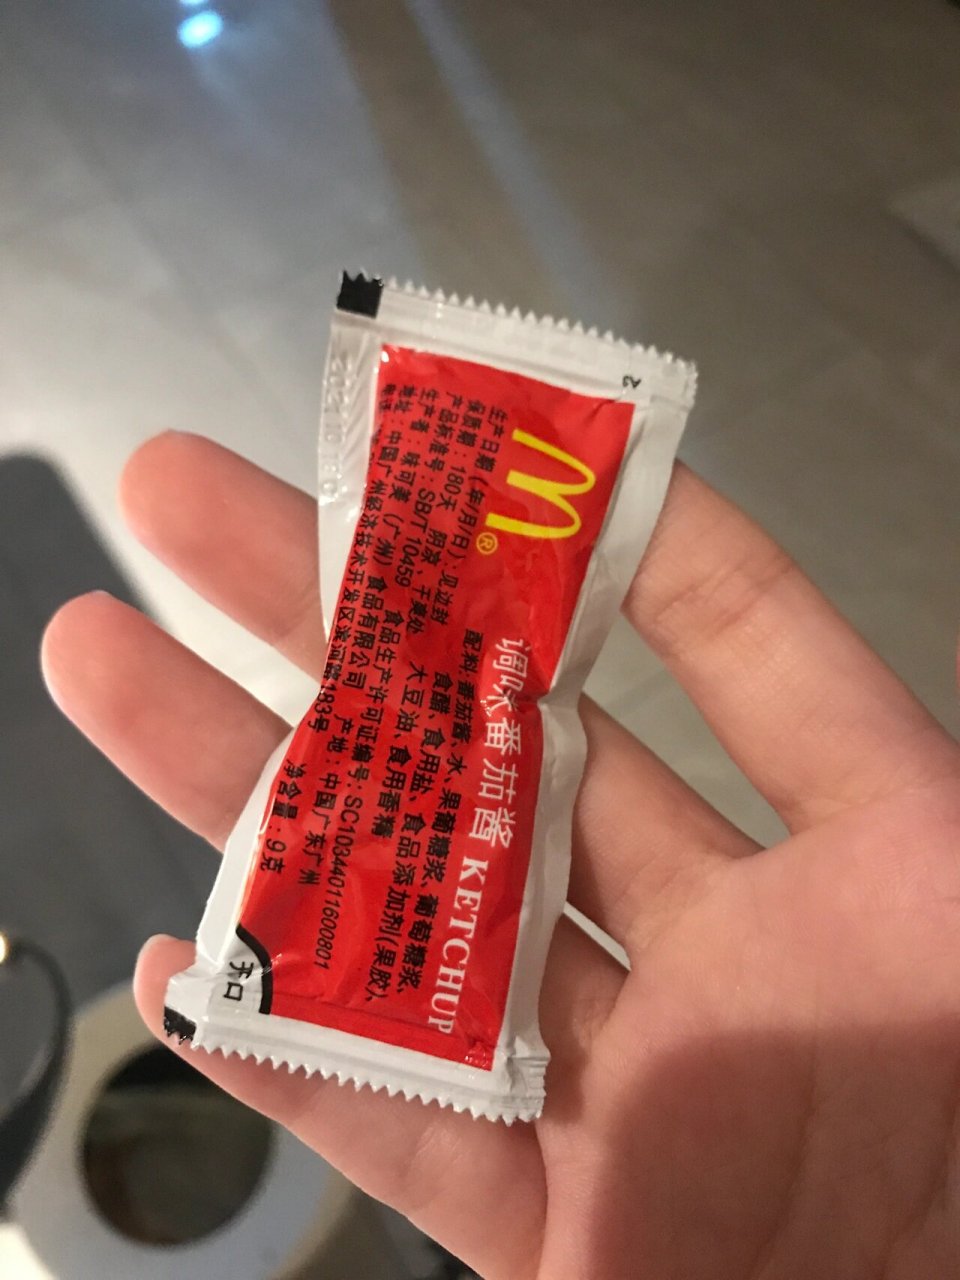 调味番茄酱 KETCHUP
生产日期(年/月/日):见边封
保质期:180天 阴凉、干燥处
产品标准号:SB/T 10459
生产者:味可美(广州)食品有限公司
地址:中国广州经济技术开发区滨河路183号
配料:番茄酱、水、果葡糖浆、葡萄糖浆、
食醋、食用盐、食品添加剂(果胶)、
大豆油、食用香精
食品生产许可证编号:SC10344011600801
产地:中国广东广州
净含量:9克
开口
2